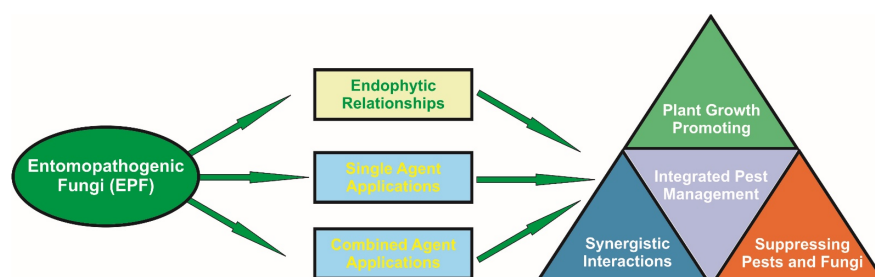 Entomopathogenic
Fungi (EPF)
Endophytic
Relationships
Single Agent
Applications
Combined Agent
Applications
Plant Growth
Promoting
Integrated Pest
Management
Synergistic
Interactions
Suppressing
Pests and Fungi